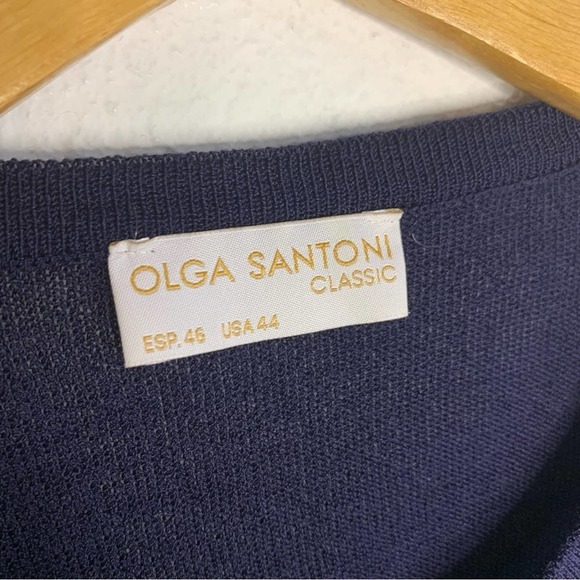 OLGA SANTONI
CLASSIC
ESP. 46 USA 44